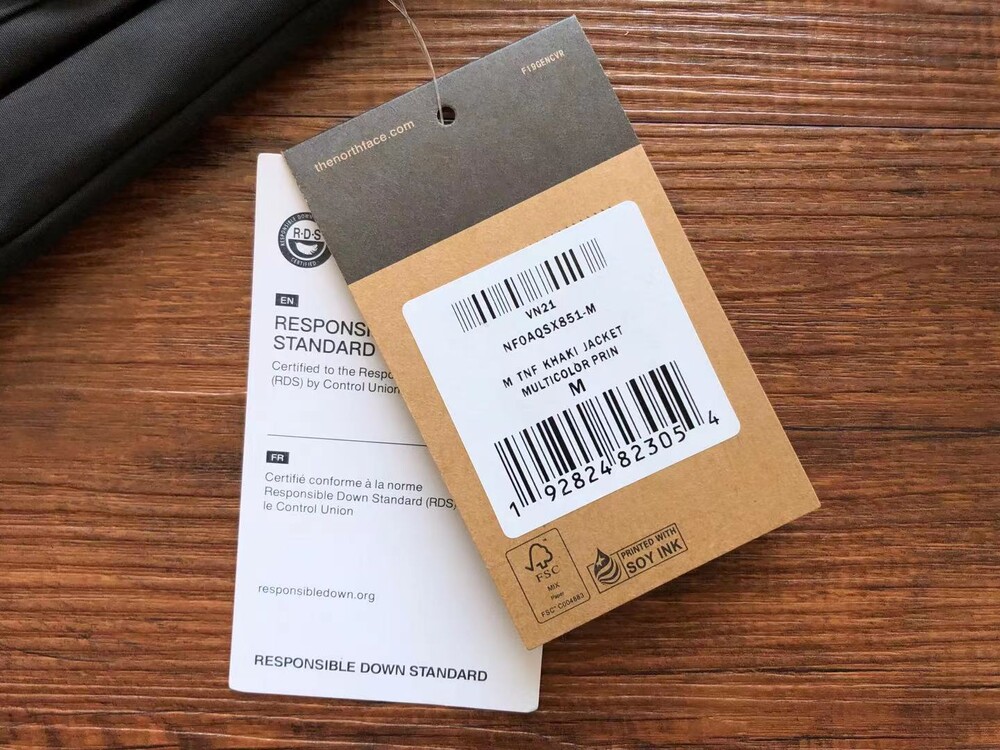 thenorthface.com
F19GENCVR
VN21
NF0AQSX851-M
M TNF KHAKI JACKET
MULTICOLOR PRIN
M
1 92824 82305 4
FSC
MIX
Paper
FSC® C004883
PRINTED WITH
SOY INK
RESPONSIBLE DOWN
R·D·S
CERTIFIED
EN
RESPONSI
STANDARD
Certified to the Respo
(RDS) by Control Union
FR
Certifié conforme à la norme
Responsible Down Standard (RDS)
le Control Union
responsibledown.org
RESPONSIBLE DOWN STANDARD